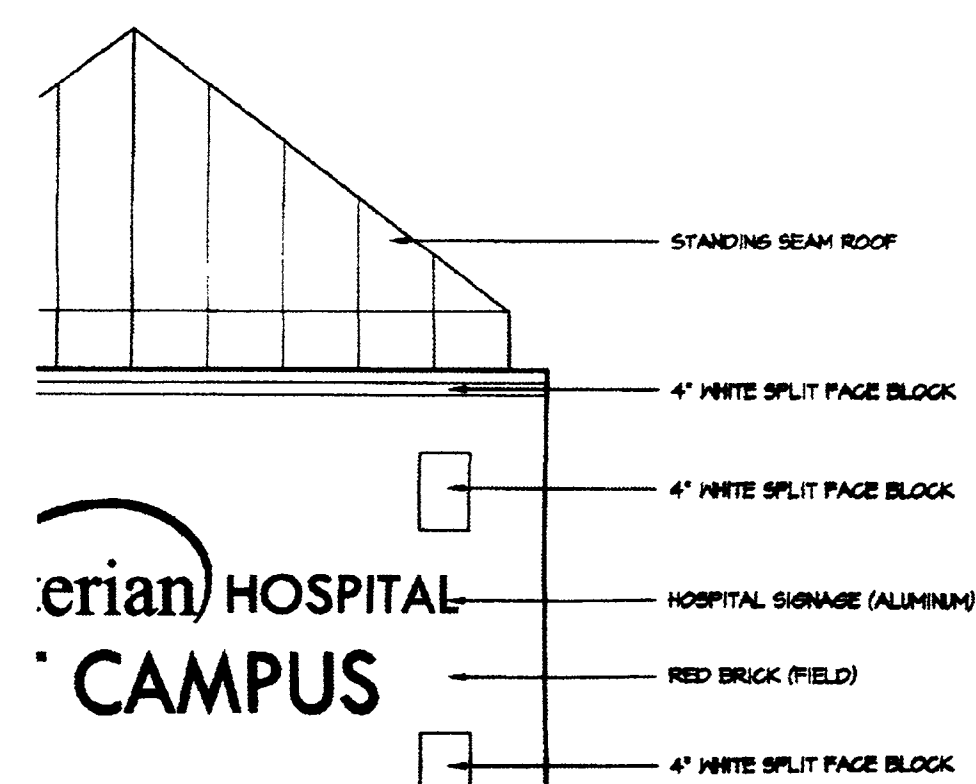 STANDING SEAM ROOF
4" WHITE SPLIT FACE BLOCK
4" WHITE SPLIT FACE BLOCK
erian HOSPITAL
HOSPITAL SIGNAGE (ALUMINUM)
CAMPUS
RED BRICK (FIELD)
4" WHITE SPLIT FACE BLOCK